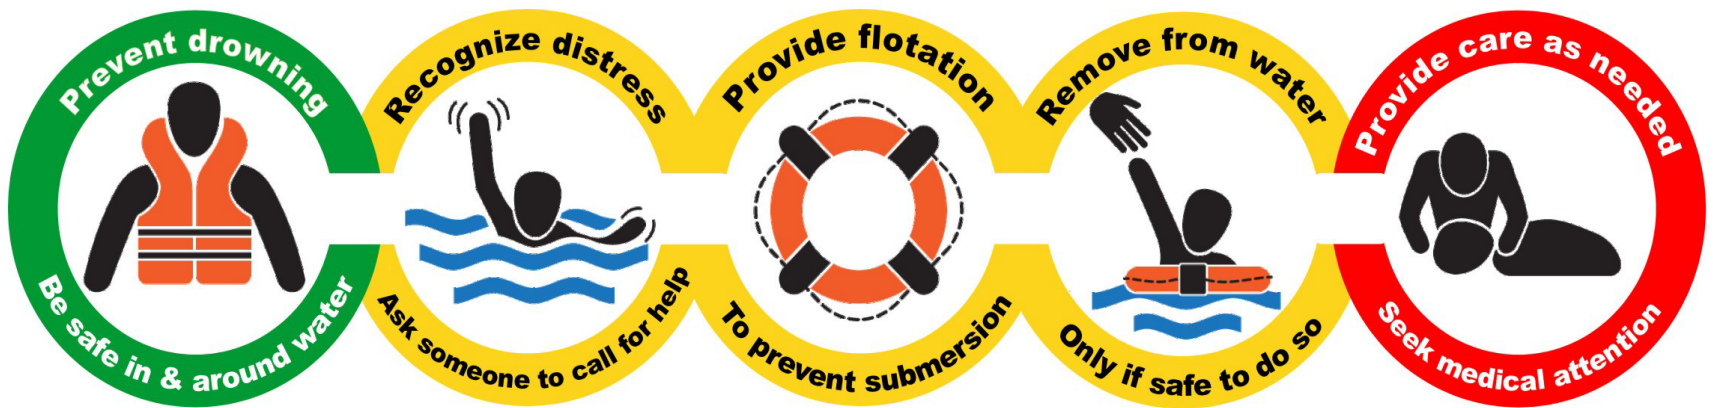 Prevent drowning
Be safe in & around water
Recognize distress
Ask someone to call for help
Provide flotation
To prevent submersion
Remove from water
Only if safe to do so
Provide care as needed
Seek medical attention